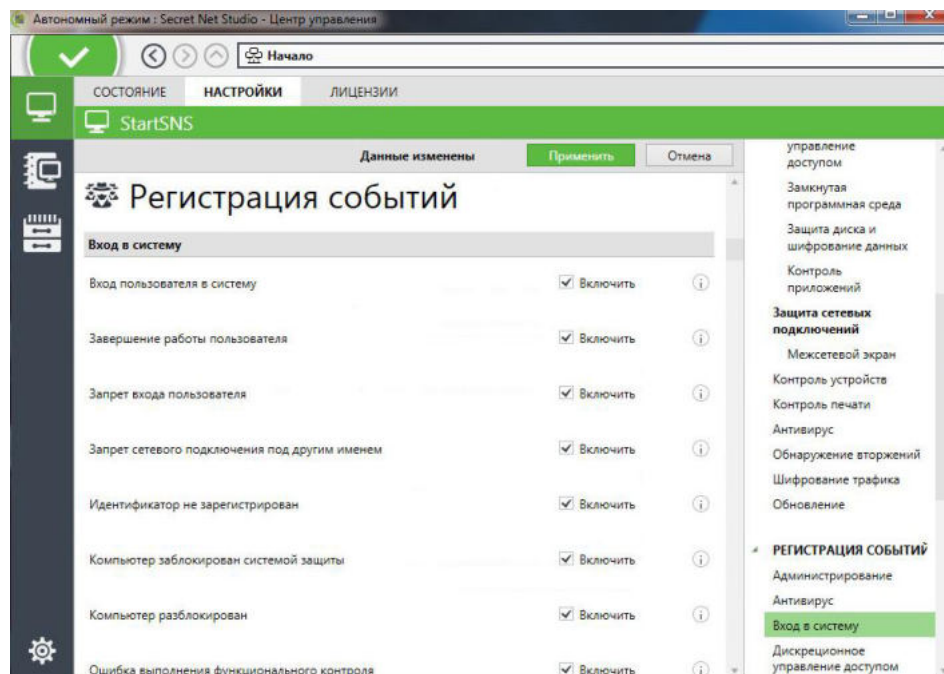 Автономный режим : Secret Net Studio - Центр управления
Начало
СОСТОЯНИЕ НАСТРОЙКИ ЛИЦЕНЗИИ
StartSNS
Данные изменены Применить Отмена
Регистрация событий
Вход в систему
Вход пользователя в систему Включить
Завершение работы пользователя Включить
Запрет входа пользователя Включить
Запрет сетевого подключения под другим именем Включить
Идентификатор не зарегистрирован Включить
Компьютер заблокирован системой защиты Включить
Компьютер разблокирован Включить
Ошибка выполнения функционального контроля Включить
управление
доступом
Замкнутая
программная среда
Защита диска и
шифрование данных
Контроль
приложений
Защита сетевых
подключений
Межсетевой экран
Контроль устройств
Контроль печати
Антивирус
Обнаружение вторжений
Шифрование трафика
Обновление
РЕГИСТРАЦИЯ СОБЫТИЙ
Администрирование
Антивирус
Вход в систему
Дискреционное
управление доступом